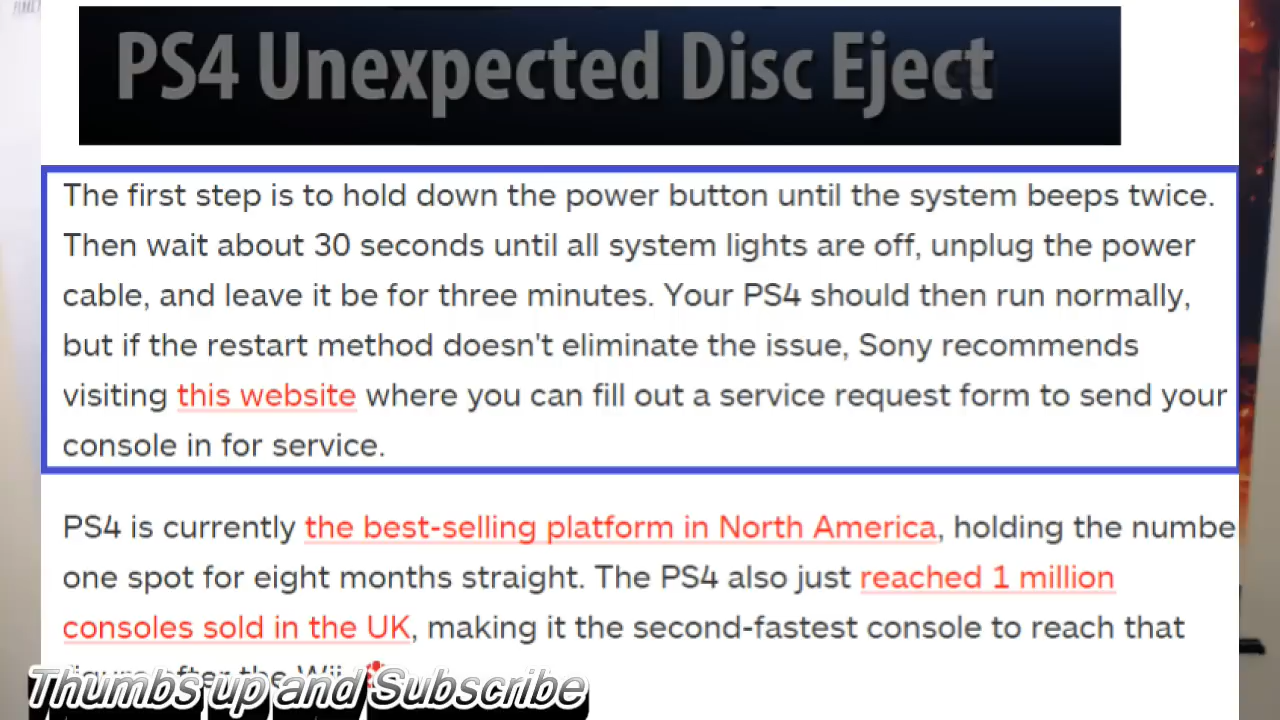 PS4 Unexpected Disc Eject
The first step is to hold down the power button until the system beeps twice.
Then wait about 30 seconds until all system lights are off, unplug the power
cable, and leave it be for three minutes. Your PS4 should then run normally,
but if the restart method doesn't eliminate the issue, Sony recommends
visiting this website where you can fill out a service request form to send your
console in for service.
PS4 is currently the best-selling platform in North America, holding the numbe
one spot for eight months straight. The PS4 also just reached 1 million
consoles sold in the UK, making it the second-fastest console to reach that
after the Wii
Thumbs up and Subscribe